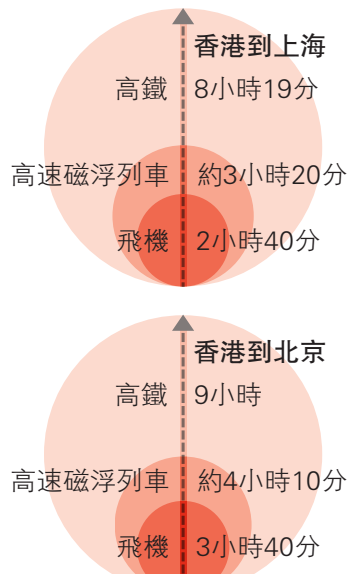 香港到上海
高鐵 8小時19分
高速磁浮列車 約3小時20分
飛機 2小時40分
香港到北京
高鐵 9小時
高速磁浮列車 約4小時10分
飛機 3小時40分